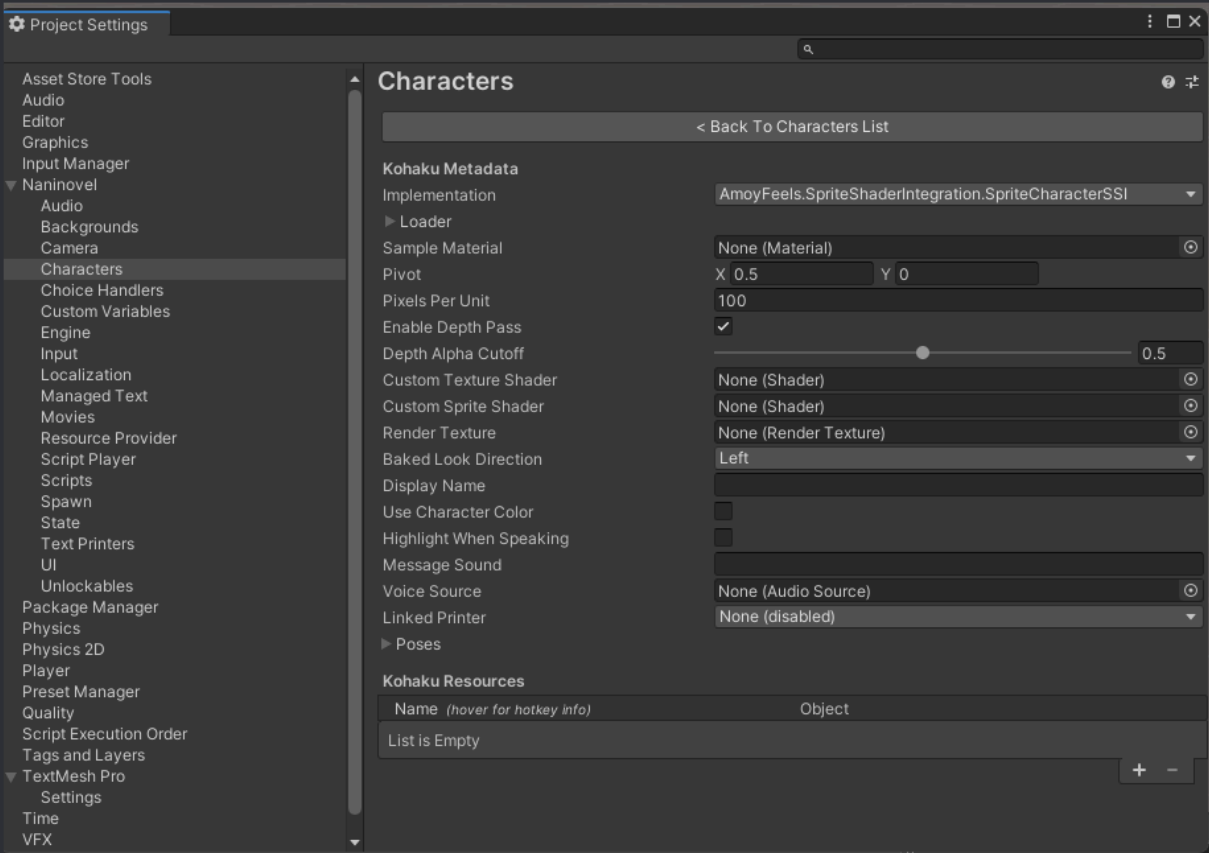 Project Settings
Asset Store Tools
Audio
Editor
Graphics
Input Manager
Naninovel
Audio
Backgrounds
Camera
Characters
Choice Handlers
Custom Variables
Engine
Input
Localization
Managed Text
Movies
Resource Provider
Script Player
Scripts
Spawn
State
Text Printers
UI
Unlockables
Package Manager
Physics
Physics 2D
Player
Preset Manager
Quality
Script Execution Order
Tags and Layers
TextMesh Pro
Settings
Time
VFX
Characters
< Back To Characters List
Kohaku Metadata
Implementation AmoyFeels.SpriteShaderIntegration.SpriteCharacterSSI
Loader
Sample Material None (Material)
Pivot X 0.5 Y 0
Pixels Per Unit 100
Enable Depth Pass
Depth Alpha Cutoff 0.5
Custom Texture Shader None (Shader)
Custom Sprite Shader None (Shader)
Render Texture None (Render Texture)
Baked Look Direction Left
Display Name
Use Character Color
Highlight When Speaking
Message Sound
Voice Source None (Audio Source)
Linked Printer None (disabled)
Poses
Kohaku Resources
Name (hover for hotkey info) Object
List is Empty